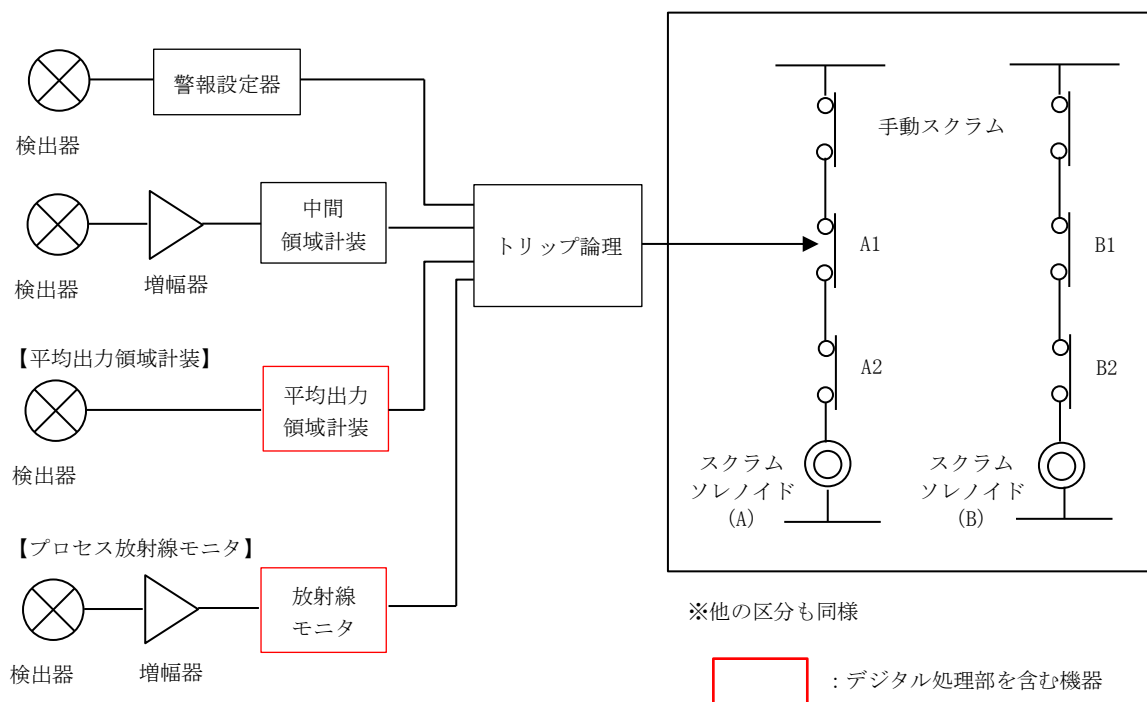 警報設定器
検出器
中間
領域計装
増幅器
検出器
【平均出力領域計装】
平均出力
領域計装
検出器
【プロセス放射線モニタ】
放射線
モニタ
検出器
増幅器
トリップ論理
手動スクラム
A1
B1
A2
B2
スクラム
ソレノイド
(A)
スクラム
ソレノイド
(B)
※他の区分も同様
：デジタル処理部を含む機器